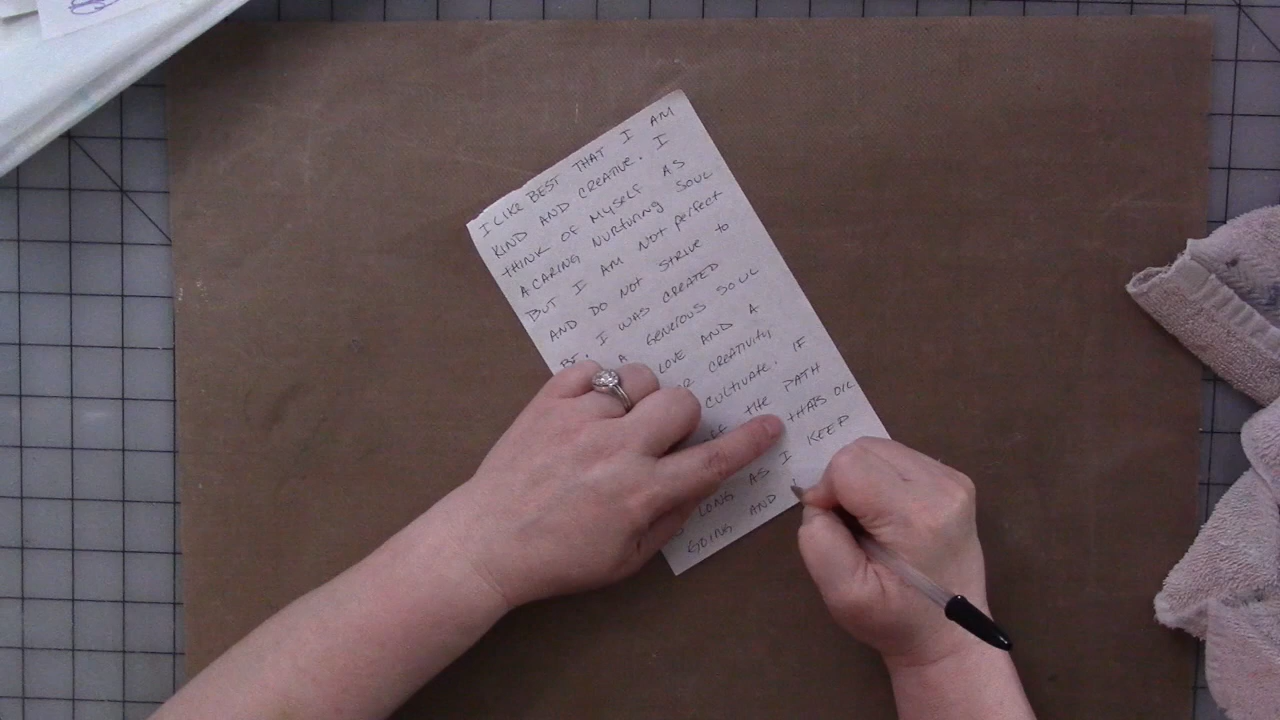 I LIKE BEST THAT I AM
KIND AND CREATIVE. I
THINK OF MYSELF AS
A CARING NURTURING SOUL
BUT I AM NOT PERFECT
AND DO NOT STRIVE TO
BE. I WAS CREATED
A GENEROUS SOUL
LOVE AND A
CREATIVITY
CULTIVATE. IF
THE PATH
THATS OK
LONG AS I KEEP
GOING AND